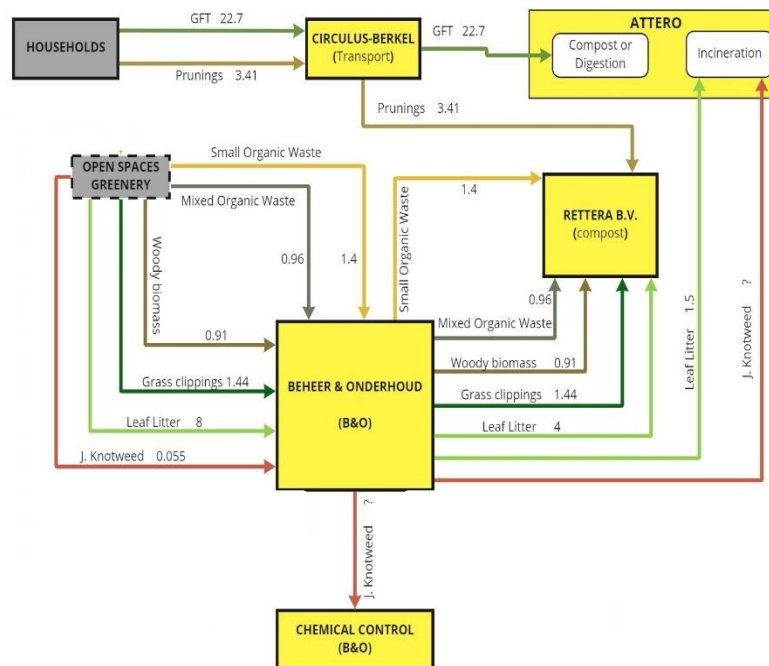 HOUSEHOLDS
GFT 22.7
Prunings 3.41
CIRCULUS-BERKEL
(Transport)
GFT 22.7
ATTERO
Compost or
Digestion
Incineration
Prunings 3.41
OPEN SPACES
GREENERY
Small Organic Waste
Mixed Organic Waste
Woody biomass
0.96
1.4
0.91
Grass clippings 1.44
Leaf Litter 8
J. Knotweed 0.055
Small Organic Waste
1.4
RETTERA B.V.
(compost)
0.96
Mixed Organic Waste
Woody biomass 0.91
Grass clippings 1.44
Leaf Litter 4
Leaf Litter 1.5
J. Knotweed ?
BEHEER & ONDERHOUD
(B&O)
J. Knotweed ?
CHEMICAL CONTROL
(B&O)